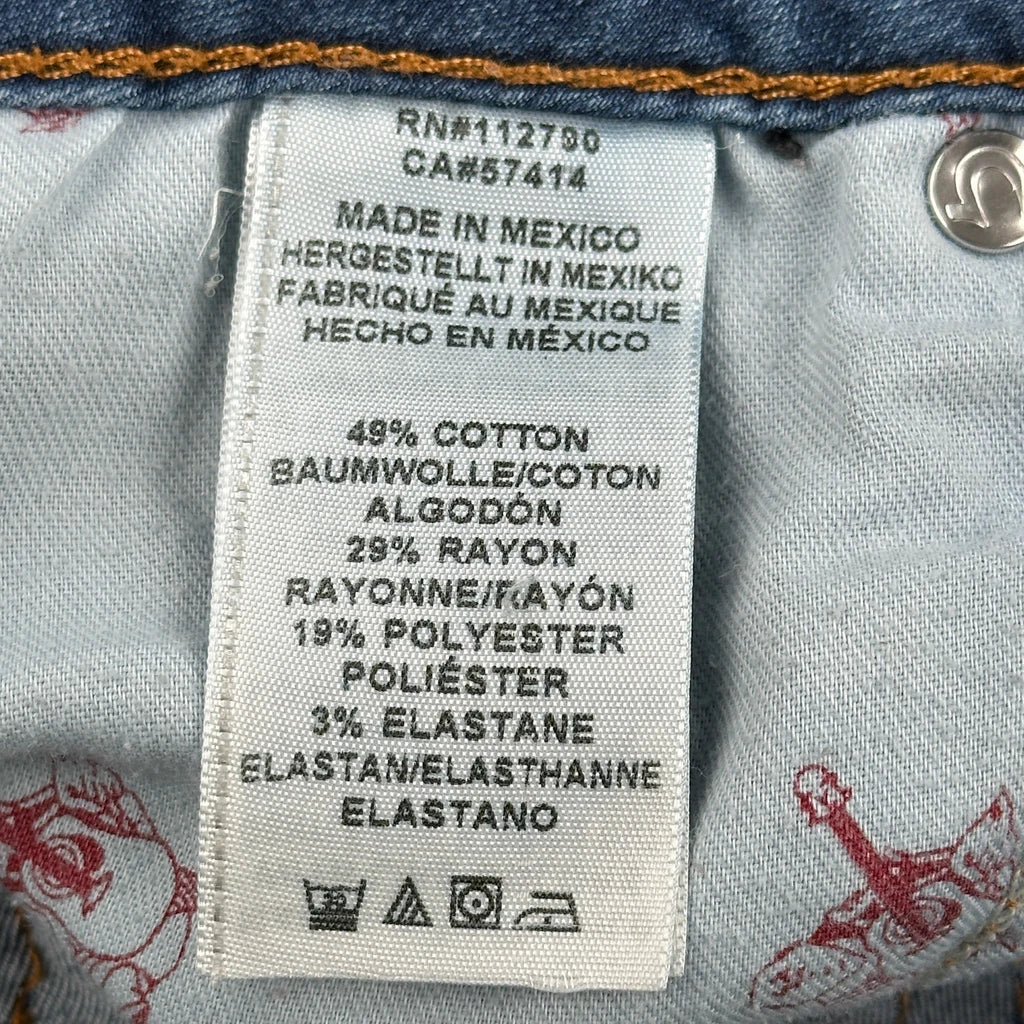 RN#112790
CA#57414
MADE IN MEXICO
HERGESTELLT IN MEXIKO
FABRIQUÉ AU MEXIQUE
HECHO EN MÉXICO
49% COTTON
BAUMWOLLE/COTON
ALGODÓN
29% RAYON
RAYONNE/RAYÓN
19% POLYESTER
POLIÉSTER
3% ELASTANE
ELASTAN/ELASTHANNE
ELASTANO
30